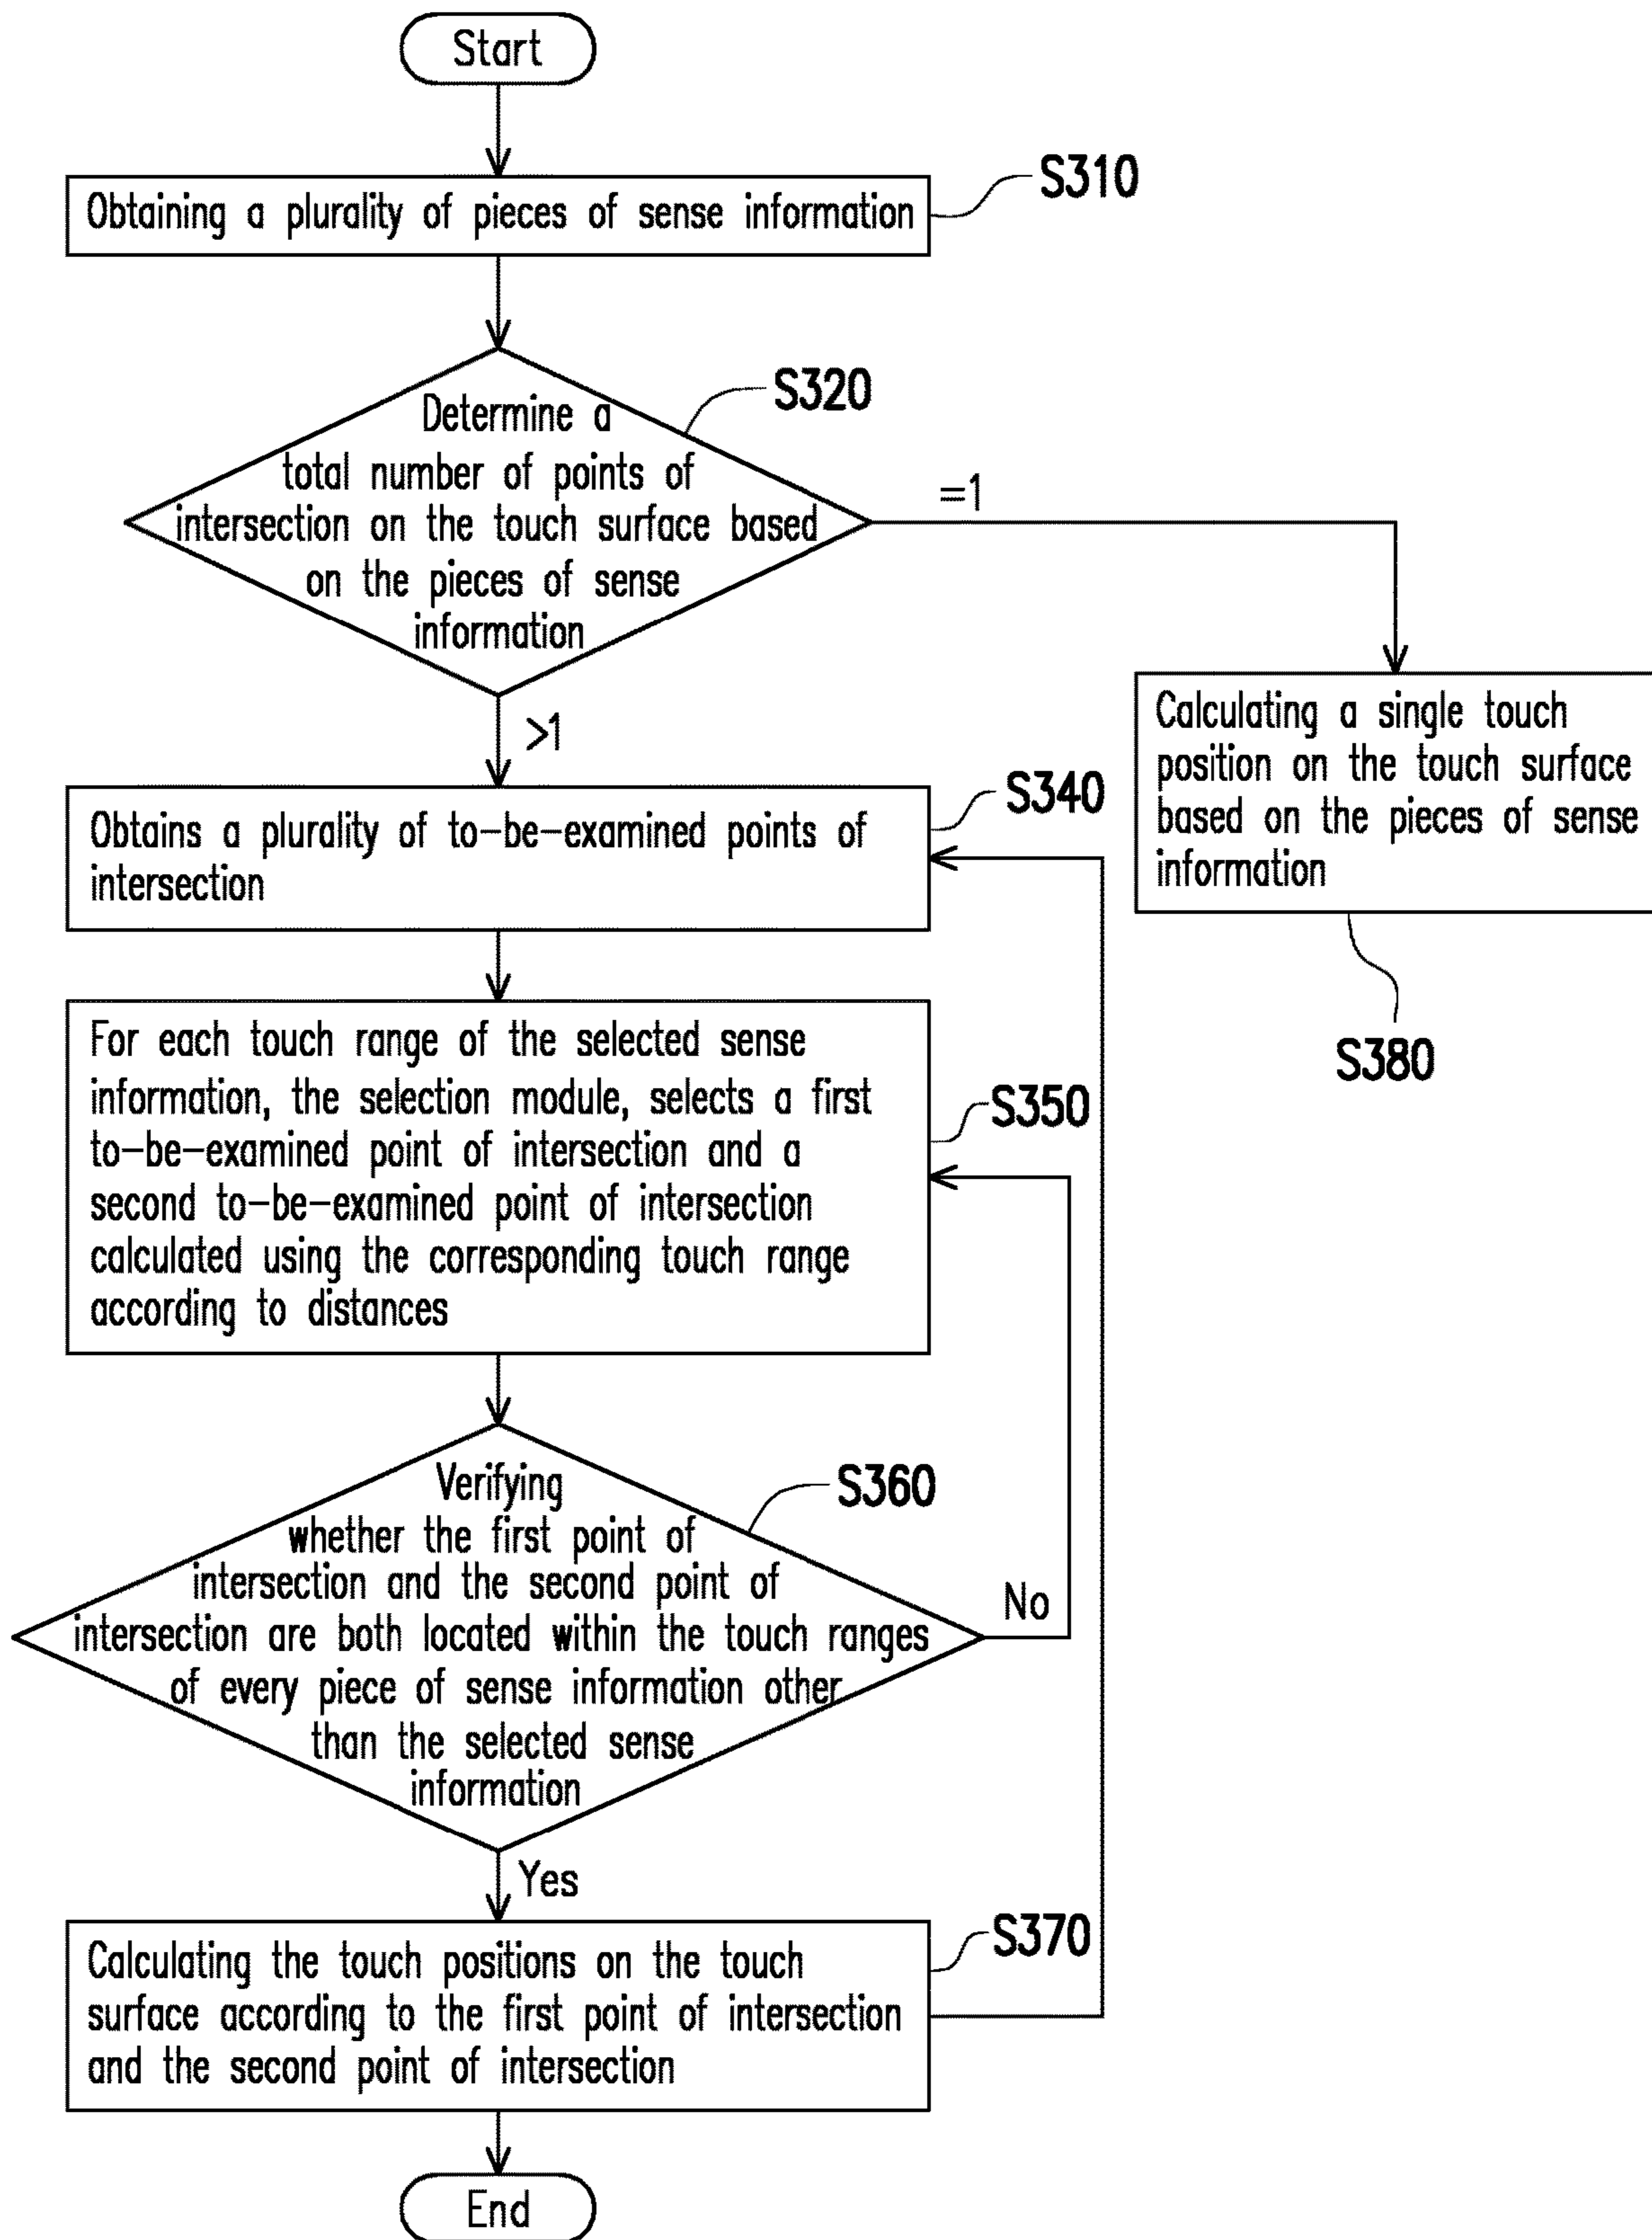 Start
Obtaining a plurality of pieces of sense information
S310
Determine a
total number of points of
intersection on the touch surface based
on the pieces of sense
information
S320
=1
>1
Calculating a single touch
position on the touch surface
based on the pieces of sense
information
S380
Obtains a plurality of to-be-examined points of
intersection
S340
For each touch range of the selected sense
information, the selection module, selects a first
to-be-examined point of intersection and a
second to-be-examined point of intersection
calculated using the corresponding touch range
according to distances
S350
Verifying
whether the first point of
intersection and the second point of
intersection are both located within the touch ranges
of every piece of sense information other
than the selected sense
information
S360
No
Yes
Calculating the touch positions on the touch
surface according to the first point of intersection
and the second point of intersection
S370
End